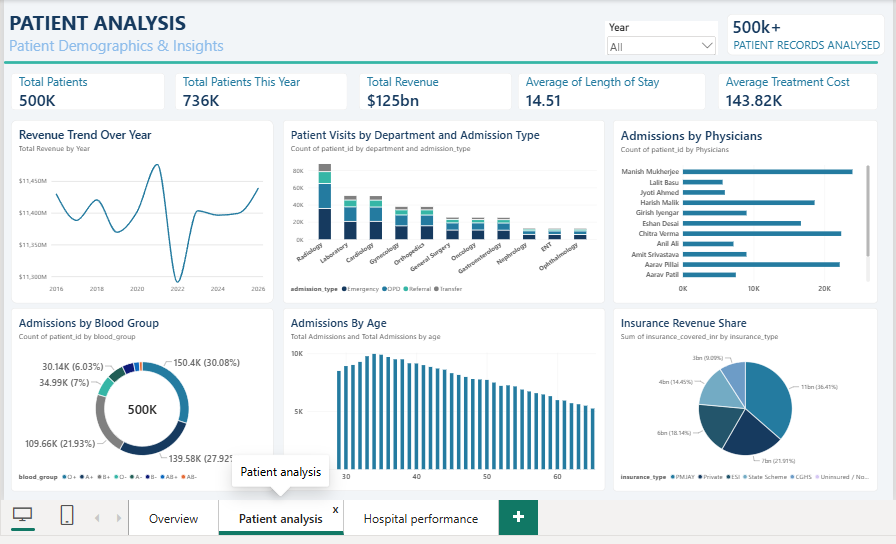 PATIENT ANALYSIS
Patient Demographics & Insights
Year
All
500k+
PATIENT RECORDS ANALYSED
Total Patients
500K
Total Patients This Year
736K
Total Revenue
$125bn
Average of Length of Stay
14.51
Average Treatment Cost
143.82K
Revenue Trend Over Year
Total Revenue by Year
$11,450M
$11,400M
$11,350M
$11,300M
2016 2018 2020 2022 2024 2026
Patient Visits by Department and Admission Type
Count of patient_id by department and admission_type
80K
60K
40K
20K
0K
Radiology
Laboratory
Cardiology
Gynecology
Orthopedics
General Surgery
Oncology
Gastroenterology
Nephrology
ENT
Ophthalmology
admission_type Emergency OPD Referral Transfer
Admissions by Physicians
Count of patient_id by Physicians
Manish Mukherjee
Lalit Basu
Jyoti Ahmed
Harish Malik
Girish Iyengar
Eshan Desai
Chitra Verma
Anil Ali
Amit Srivastava
Aarav Pillai
Aarav Patil
0K 10K 20K
Admissions by Blood Group
Count of patient_id by blood_group
150.4K (30.08%)
30.14K (6.03%)
34.99K (7%)
500K
109.66K (21.93%)
139.58K (27.92%
blood_group O+ A+ B+ O- A- B- AB+ AB-
Admissions By Age
Total Admissions and Total Admissions by age
10K
5K
30 40 50 60
Insurance Revenue Share
Sum of insurance_covered_inr by insurance_type
3bn (9.09%)
4bn (14.45%)
11bn (36.41%)
6bn (18.14%)
7bn (21.91%)
insurance_type PMJAY Private ESI State Scheme CGHS Uninsured / No...
Patient analysis
Overview
Patient analysis
x
Hospital performance
+